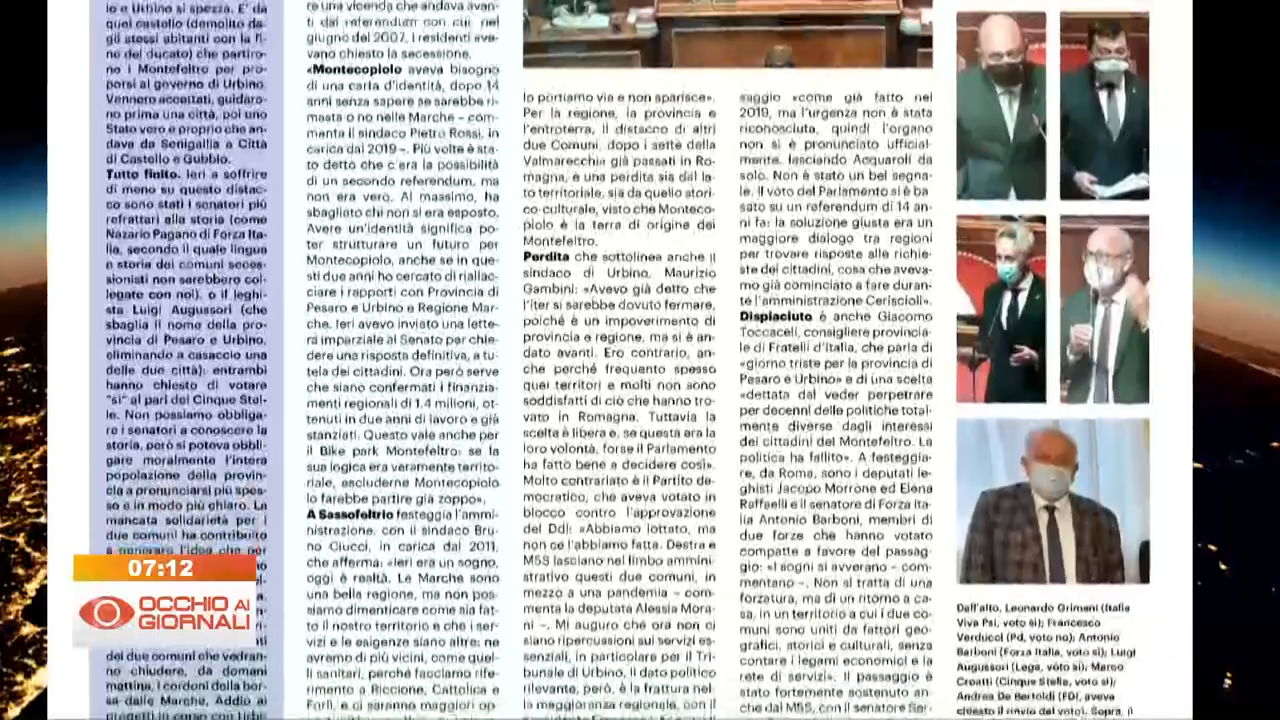 lo e Urbino si spezza. E' da
quel castello (demolito da-
gli stessi abitanti con la fi-
ne del ducato) che partiro-
no i Montefeltro per pro-
porsi al governo di Urbino.
Vennero accettati, guidaro-
no prima una città, poi uno
Stato vero e proprio che an-
dava da Senigallia a Città
di Castello e Gubbio.
Tutto finito. Ieri a soffrire
di meno su questo distac-
co sono stati i senatori più
refrattari alla storia (come
Nazario Pagano di Forza Ita-
lia, secondo il quale lingua
e storia dei comuni seces-
sionisti non sarebbero col-
legate con noi), o il leghi-
sta Luigi Augussori (che
sbaglia il nome della pro-
vincia di Pesaro e Urbino,
eliminando a casaccio una
delle due città): entrambi
hanno chiesto di votare
"sì" al pari dei Cinque Stel-
le. Non possiamo obbliga-
re i senatori a conoscere la
storia, però si poteva obbli-
gare moralmente l'intera
popolazione della provin-
cia a pronunciarsi più spes-
so e in modo più chiaro. La
mancata solidarietà per i
due comuni ha contribuito
a generare l'idea che per
07:12
OCCHIO AI
GIORNALI
dei due comuni che vedran-
no chiudere, da domani
mattina, i cordoni della bor-
sa dalle Marche. Addio ai
progetti in corso con Urbi-
re una vicenda che andava avan-
ti dal referendum con cui nel
giugno del 2007, i residenti ave-
vano chiesto la secessione.
«Montecopiolo aveva bisogno
di una carta d'identità, dopo 14
anni senza sapere se sarebbe ri-
masta o no nelle Marche – com-
menta il sindaco Pietro Rossi, in
carica dal 2019 –. Più volte è sta-
to detto che c'era la possibilità
di un secondo referendum, ma
non era vero. Al massimo, ha
sbagliato chi non si era esposto.
Avere un'identità significa po-
ter strutturare un futuro per
Montecopiolo, anche se in que-
sti due anni ho cercato di riallac-
ciare i rapporti con Provincia di
Pesaro e Urbino e Regione Mar-
che. Ieri avevo inviato una lette-
ra imparziale al Senato per chie-
dere una risposta definitiva, a tu-
tela dei cittadini. Ora però serve
che siano confermati i finanzia-
menti regionali di 1.4 milioni, ot-
tenuti in due anni di lavoro e già
stanziati. Questo vale anche per
il Bike park Montefeltro: se la
sua logica era veramente territo-
riale, escluderne Montecopiolo
lo farebbe partire già zoppo».
A Sassofeltrio festeggia l'ammi-
nistrazione, con il sindaco Bru-
no Ciucci, in carica dal 2011,
che afferma: «Ieri era un sogno,
oggi è realtà. Le Marche sono
una bella regione, ma non pos-
siamo dimenticare come sia fat-
to il nostro territorio e che i ser-
vizi e le esigenze siano altre: ne
avremo di più vicini, come quel-
li sanitari, perché facciamo rife-
rimento a Riccione, Cattolica e
Forlì, e ci saranno maggiori op-
lo portiamo via e non sparisce».
Per la regione, la provincia e
l'entroterra, il distacco di altri
due Comuni, dopo i sette della
Valmarecchia già passati in Ro-
magna, è una perdita sia dal la-
to territoriale, sia da quello stori-
co-culturale, visto che Monteco-
piolo è la terra di origine dei
Montefeltro.
Perdita che sottolinea anche il
sindaco di Urbino, Maurizio
Gambini: «Avevo già detto che
l'iter si sarebbe dovuto fermare,
poiché è un impoverimento di
provincia e regione, ma si è an-
dato avanti. Ero contrario, an-
che perché frequento spesso
quei territori e molti non sono
soddisfatti di ciò che hanno tro-
vato in Romagna. Tuttavia la
scelta è libera e, se questa era la
loro volontà, forse il Parlamento
ha fatto bene a decidere così».
Molto contrariato è il Partito de-
mocratico, che aveva votato in
blocco contro l'approvazione
del Ddl: «Abbiamo lottato, ma
non ce l'abbiamo fatta. Destra e
M5S lasciano nel limbo ammini-
strativo questi due comuni, in
mezzo a una pandemia – com-
menta la deputata Alessia Mora-
ni –. Mi auguro che ora non ci
siano ripercussioni sui servizi es-
senziali, in particolare per il Tri-
bunale di Urbino. Il dato politico
rilevante, però, è la frattura nel-
la maggioranza regionale, con il
saggio «come già fatto nel
2019, ma l'urgenza non è stata
riconosciuta, quindi l'organo
non si è pronunciato ufficial-
mente, lasciando Acquaroli da
solo. Non è stato un bel segna-
le. Il voto del Parlamento si è ba-
sato su un referendum di 14 an-
ni fa: la soluzione giusta era un
maggiore dialogo tra regioni
per trovare risposte alle richie-
ste dei cittadini, cosa che aveva-
mo già cominciato a fare duran-
te l'amministrazione Ceriscioli».
Dispiaciuto è anche Giacomo
Toccaceli, consigliere provincia-
le di Fratelli d'Italia, che parla di
«giorno triste per la provincia di
Pesaro e Urbino» e di una scelta
«dettata dal veder perpetrare
per decenni delle politiche total-
mente diverse dagli interessi
dei cittadini del Montefeltro. La
politica ha fallito». A festeggia-
re, da Roma, sono i deputati le-
ghisti Jacopo Morrone ed Elena
Raffaelli e il senatore di Forza Ita-
lia Antonio Barboni, membri di
due forze che hanno votato
compatte a favore del passag-
gio: «I sogni si avverano – com-
mentano –. Non si tratta di una
forzatura, ma di un ritorno a ca-
sa, in un territorio a cui i due co-
muni sono uniti da fattori geo-
grafici, storici e culturali, senza
contare i legami economici e la
rete di servizi». Il passaggio è
stato fortemente sostenuto an-
che dal M5S, con il senatore
Dall'alto, Leonardo Grimani (Italia
Viva Psi, voto sì); Francesco
Verducci (Pd, voto no); Antonio
Barboni (Forza Italia, voto sì); Luigi
Augussori (Lega, voto sì); Marco
Croatti (Cinque Stelle, voto sì);
Andrea De Bertoldi (FDI, aveva
chiesto il rinvio del voto). Sopra, il